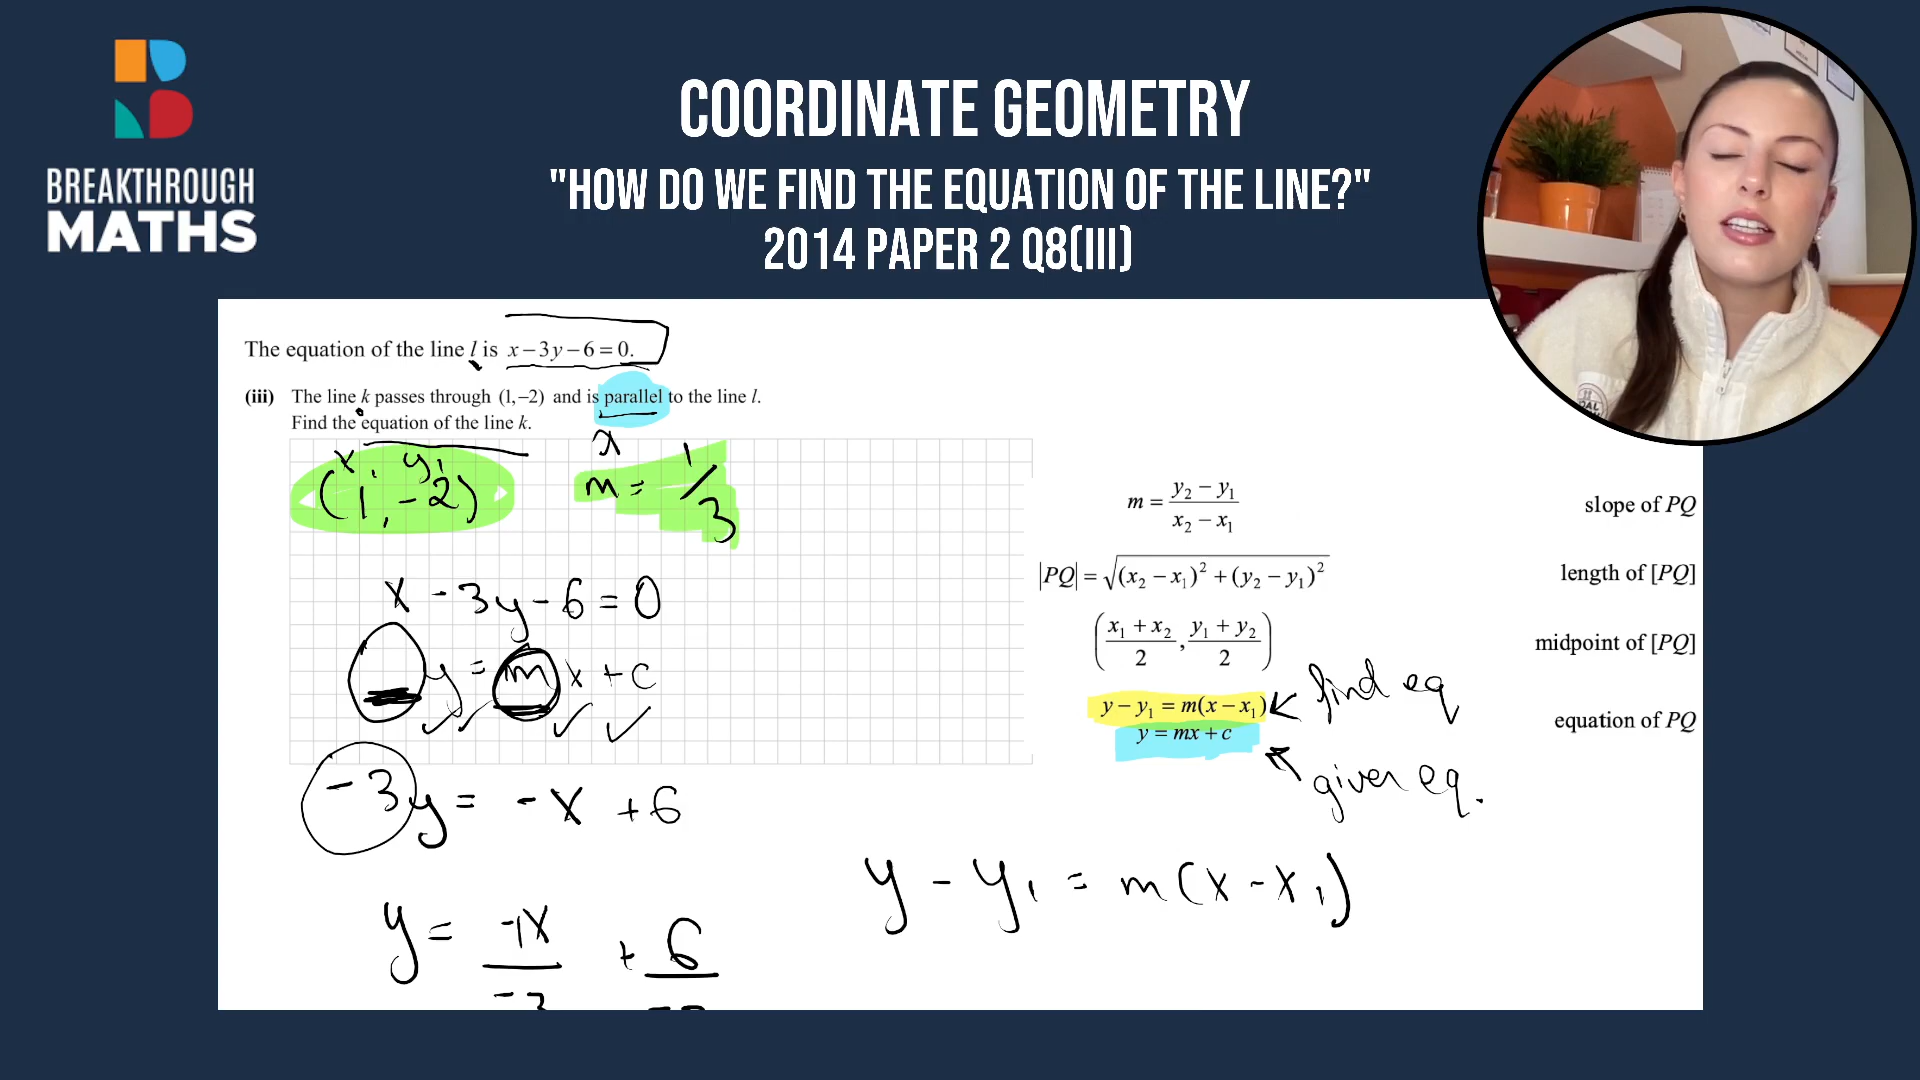 BREAKTHROUGH
MATHS
COORDINATE GEOMETRY
"HOW DO WE FIND THE EQUATION OF THE LINE?"
2014 PAPER 2 Q8(III)
The equation of the line l is x − 3y − 6 = 0.
(iii) The line k passes through (1, −2) and is parallel to the line l.
Find the equation of the line k.
x₁ y₁
(1, −2)
m = 1/3
x − 3y − 6 = 0
y = mx + c
−3y = −x + 6
y = −1x/−3 + 6/
m = (y₂ − y₁)/(x₂ − x₁) slope of PQ
|PQ| = √((x₂ − x₁)² + (y₂ − y₁)²) length of [PQ]
((x₁ + x₂)/2, (y₁ + y₂)/2) midpoint of [PQ]
y − y₁ = m(x − x₁) find eq
y = mx + c equation of PQ
given eq.
y − y₁ = m(x − x₁)